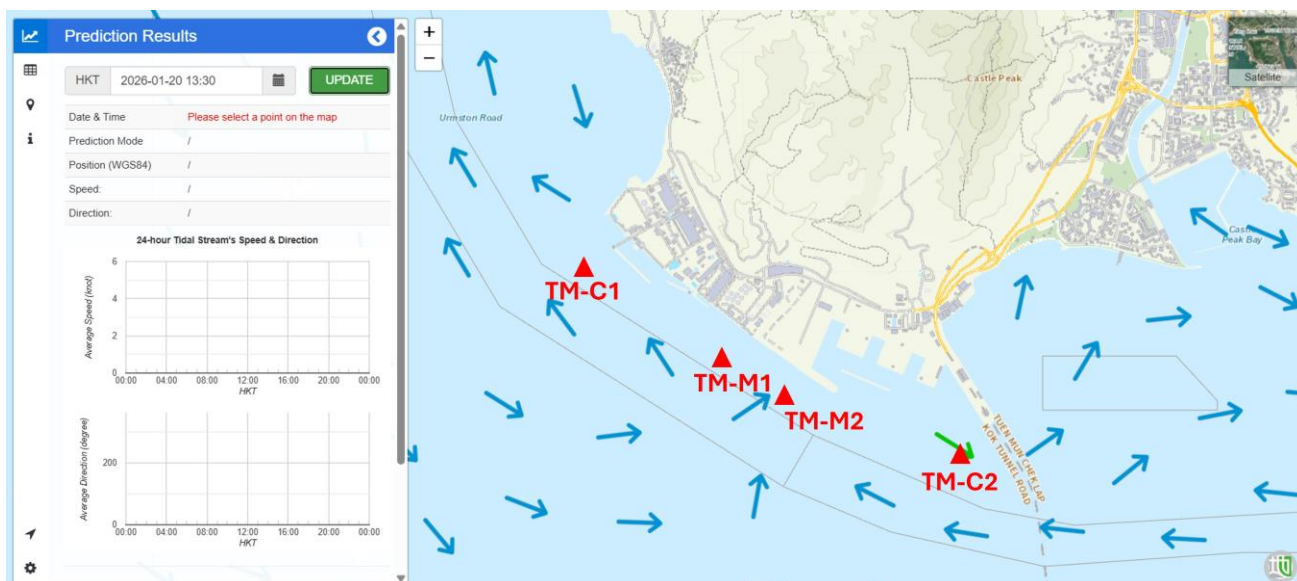 Prediction Results
HKT 2026-01-20 13:30 UPDATE
Date & Time Please select a point on the map
Prediction Mode /
Position (WGS84) /
Speed: /
Direction: /
24-hour Tidal Stream's Speed & Direction
Average Speed (knot)
6
4
2
0
00:00 04:00 08:00 12:00 16:00 20:00 00:00
HKT
Average Direction (degree)
200
0
00:00 04:00 08:00 12:00 16:00 20:00 00:00
HKT
+
−
Urmston Road
Castle Peak
Satellite
Castle
Peak Bay
TM-C1
TM-M1
TM-M2
TM-C2
TUEN MUN CHEK LAP
KOK TUNNEL ROAD